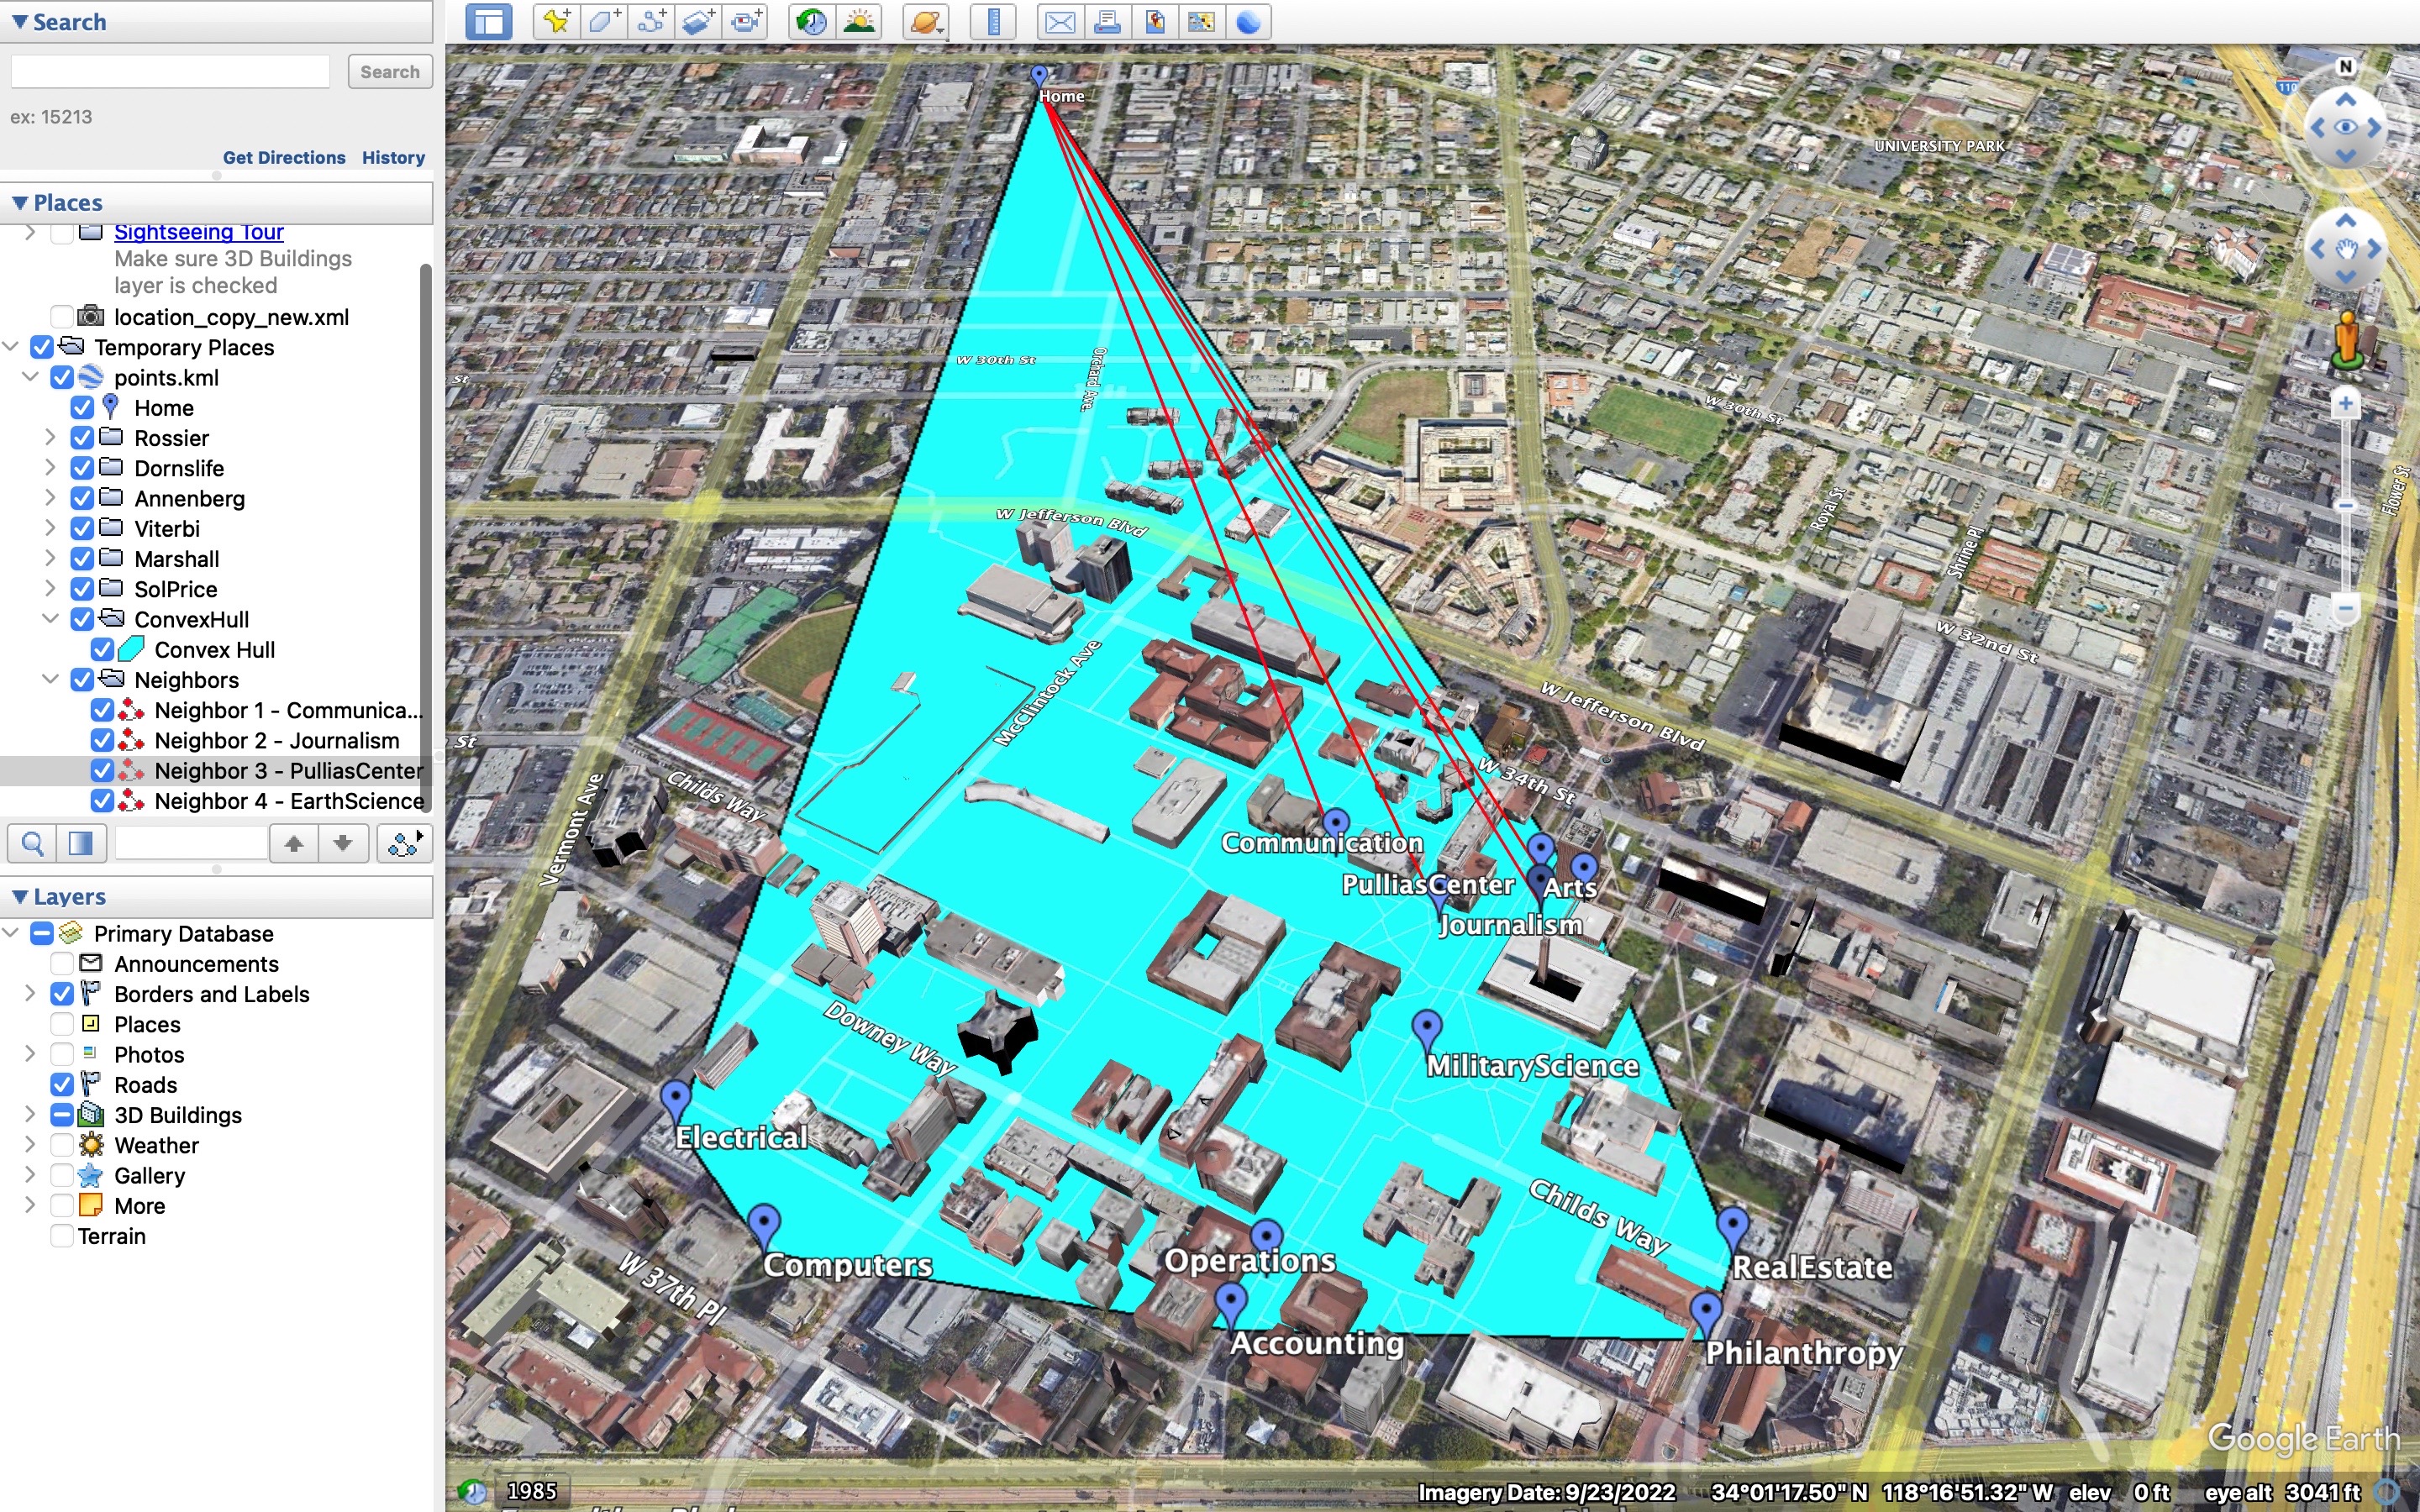 Search
Search
ex: 15213
Get Directions History
Places
Sightseeing Tour
Make sure 3D Buildings
layer is checked
location_copy_new.xml
Temporary Places
points.kml
Home
Rossier
Dornslife
Annenberg
Viterbi
Marshall
SolPrice
ConvexHull
Convex Hull
Neighbors
Neighbor 1 - Communica...
Neighbor 2 - Journalism
Neighbor 3 - PulliasCenter
Neighbor 4 - EarthScience
Layers
Primary Database
Announcements
Borders and Labels
Places
Photos
Roads
3D Buildings
Weather
Gallery
More
Terrain
N
110
Home
UNIVERSITY PARK
W 30th St
Orchard Ave
W 30th St
St
Flower St
Royal St
W Jefferson Blvd
Shrine Pl
W 32nd St
McClintock Ave
W Jefferson Blvd
St
W 34th St
Childs Way
Vermont Ave
Communication
PulliasCenter
Arts
Journalism
Downey Way
MilitaryScience
Electrical
Childs Way
Computers
Operations
RealEstate
W 37th Pl
Accounting
Philanthropy
Google Earth
1985
Imagery Date: 9/23/2022 34°01'17.50" N 118°16'51.32" W elev 0 ft eye alt 3041 ft